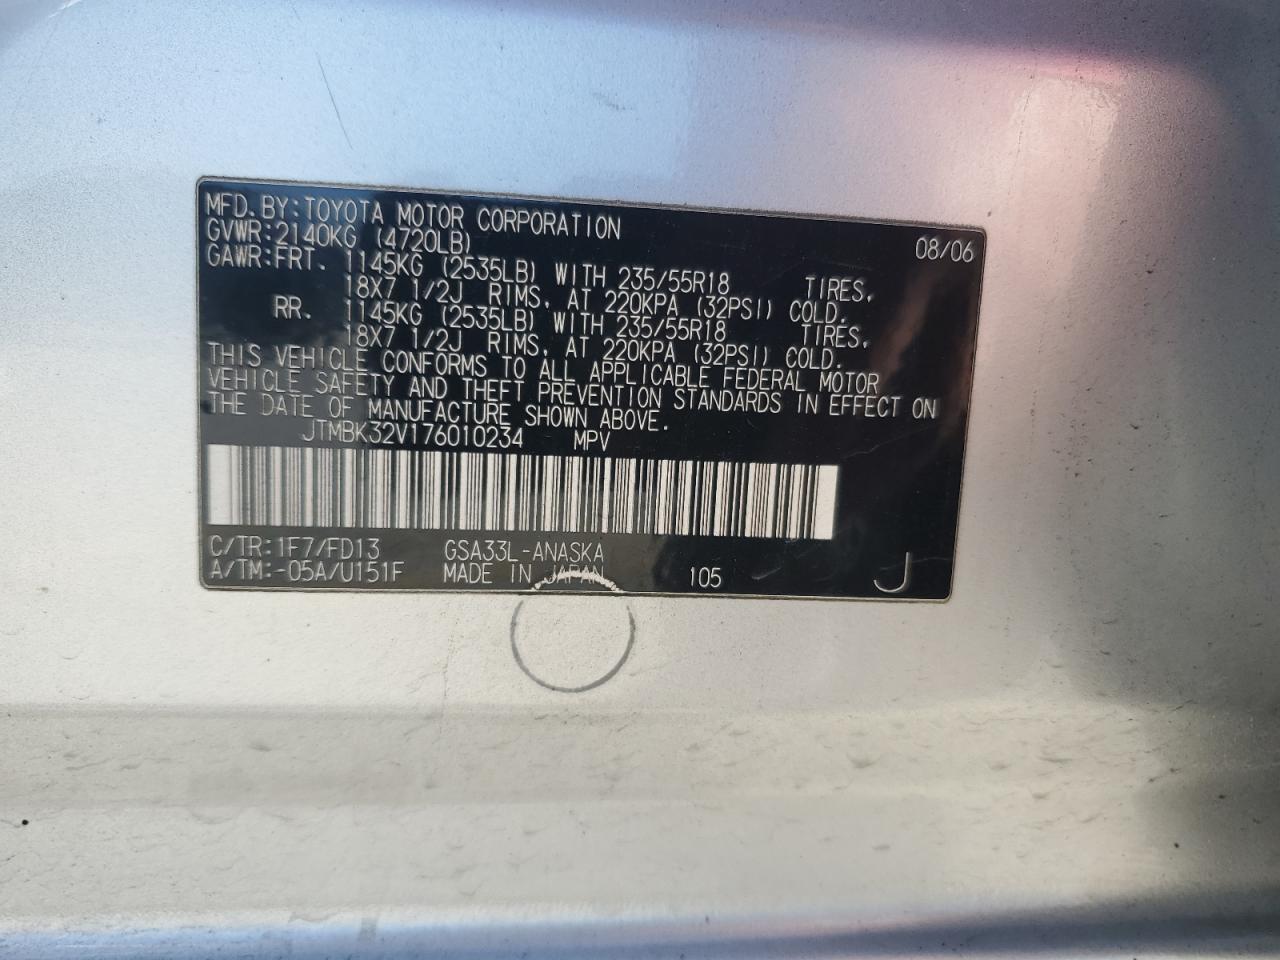 MFD. BY: TOYOTA MOTOR CORPORATION 08/06
GVWR: 2140KG (4720LB)
GAWR: FRT. 1145KG (2535LB) WITH 235/55R18 TIRES,
18X7 1/2J RIMS, AT 220KPA (32PSI) COLD.
RR. 1145KG (2535LB) WITH 235/55R18 TIRES,
18X7 1/2J RIMS, AT 220KPA (32PSI) COLD.
THIS VEHICLE CONFORMS TO ALL APPLICABLE FEDERAL MOTOR
VEHICLE SAFETY AND THEFT PREVENTION STANDARDS IN EFFECT ON
THE DATE OF MANUFACTURE SHOWN ABOVE.
JTMBK32V176010234 MPV
C/TR: 1F7/FD13 GSA33L-ANASKA
A/TM: -05A/U151F MADE IN JAPAN 105 J